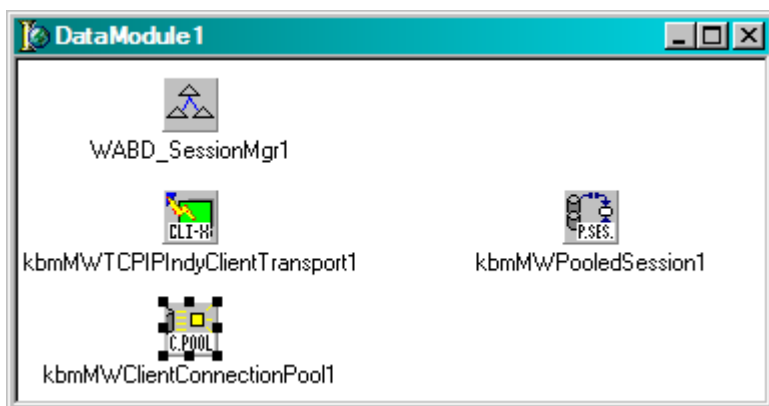 DataModule1
WABD_SessionMgr1
CLI-X
P.SES.
kbmMWTCPIPIndyClientTransport1
kbmMWPooledSession1
C.POOL
kbmMWClientConnectionPool1